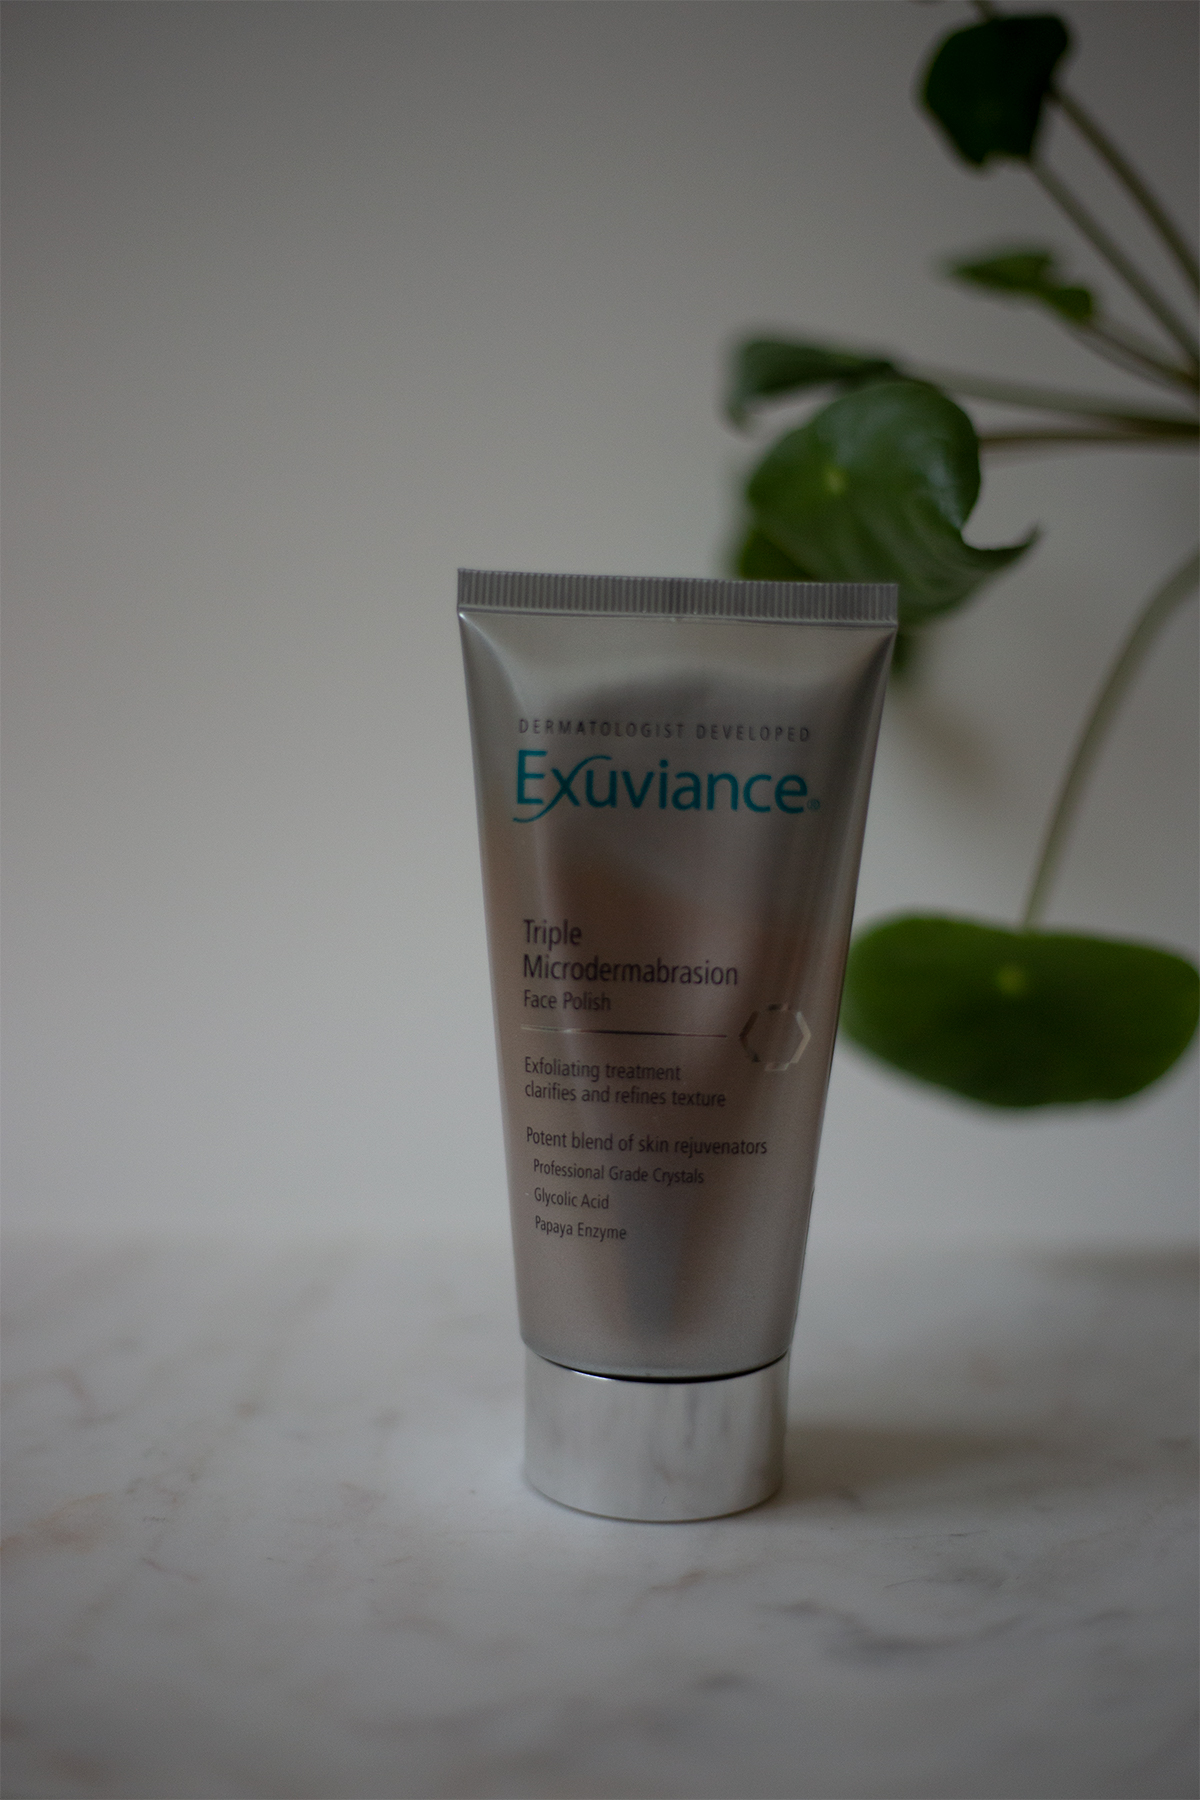 DERMATOLOGIST DEVELOPED
Exuviance®
Triple
Microdermabrasion
Face Polish
Exfoliating treatment
clarifies and refines texture
Potent blend of skin rejuvenators
Professional Grade Crystals
Glycolic Acid
Papaya Enzyme